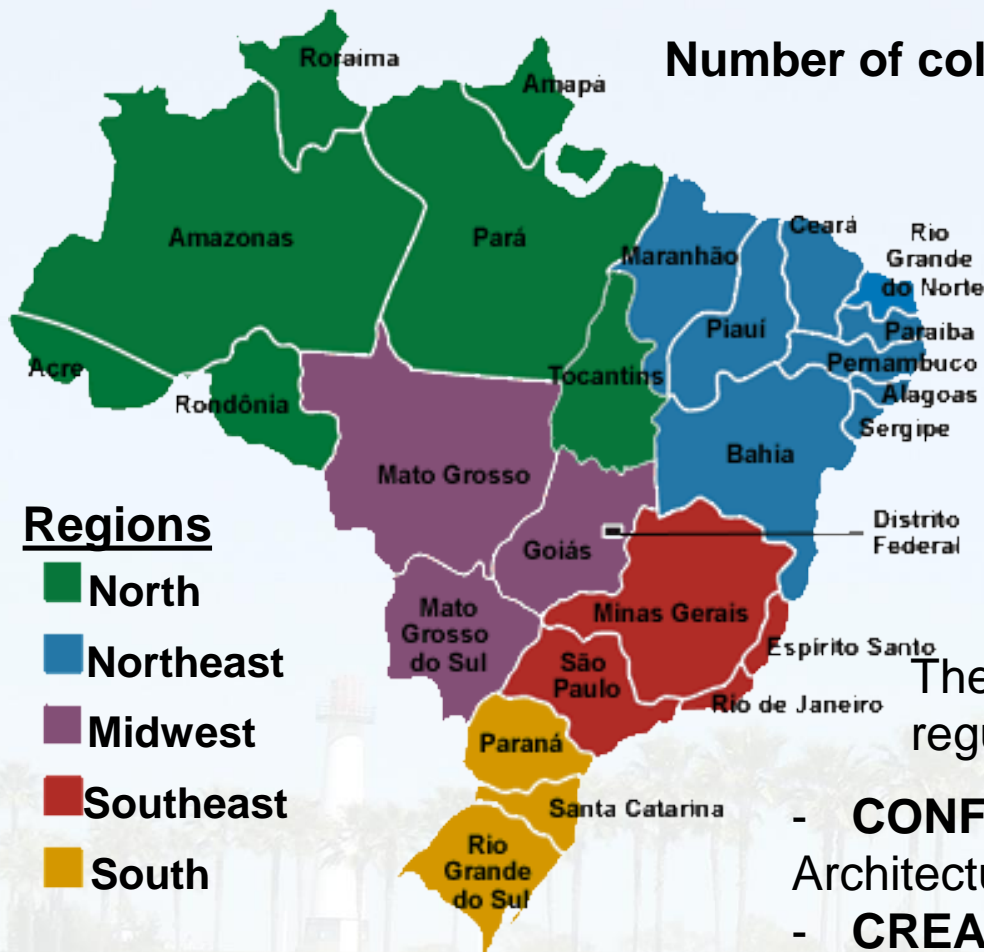 Number of col
Roraima
Amapá
Amazonas
Pará
Maranhão
Ceará
Rio
Grande
do Norte
Piauí
Paraiba
Pernambuco
Alagoas
Sergipe
Acre
Rondônia
Tocantins
Bahia
Mato Grosso
Goiás
Distrito
Federal
Mato
Grosso
do Sul
Minas Gerais
Espírito Santo
São
Paulo
Rio de Janeiro
Paraná
Santa Catarina
Rio
Grande
do Sul
Regions
North
Northeast
Midwest
Southeast
South
The
regu
- CONF
Architectu
- CREA